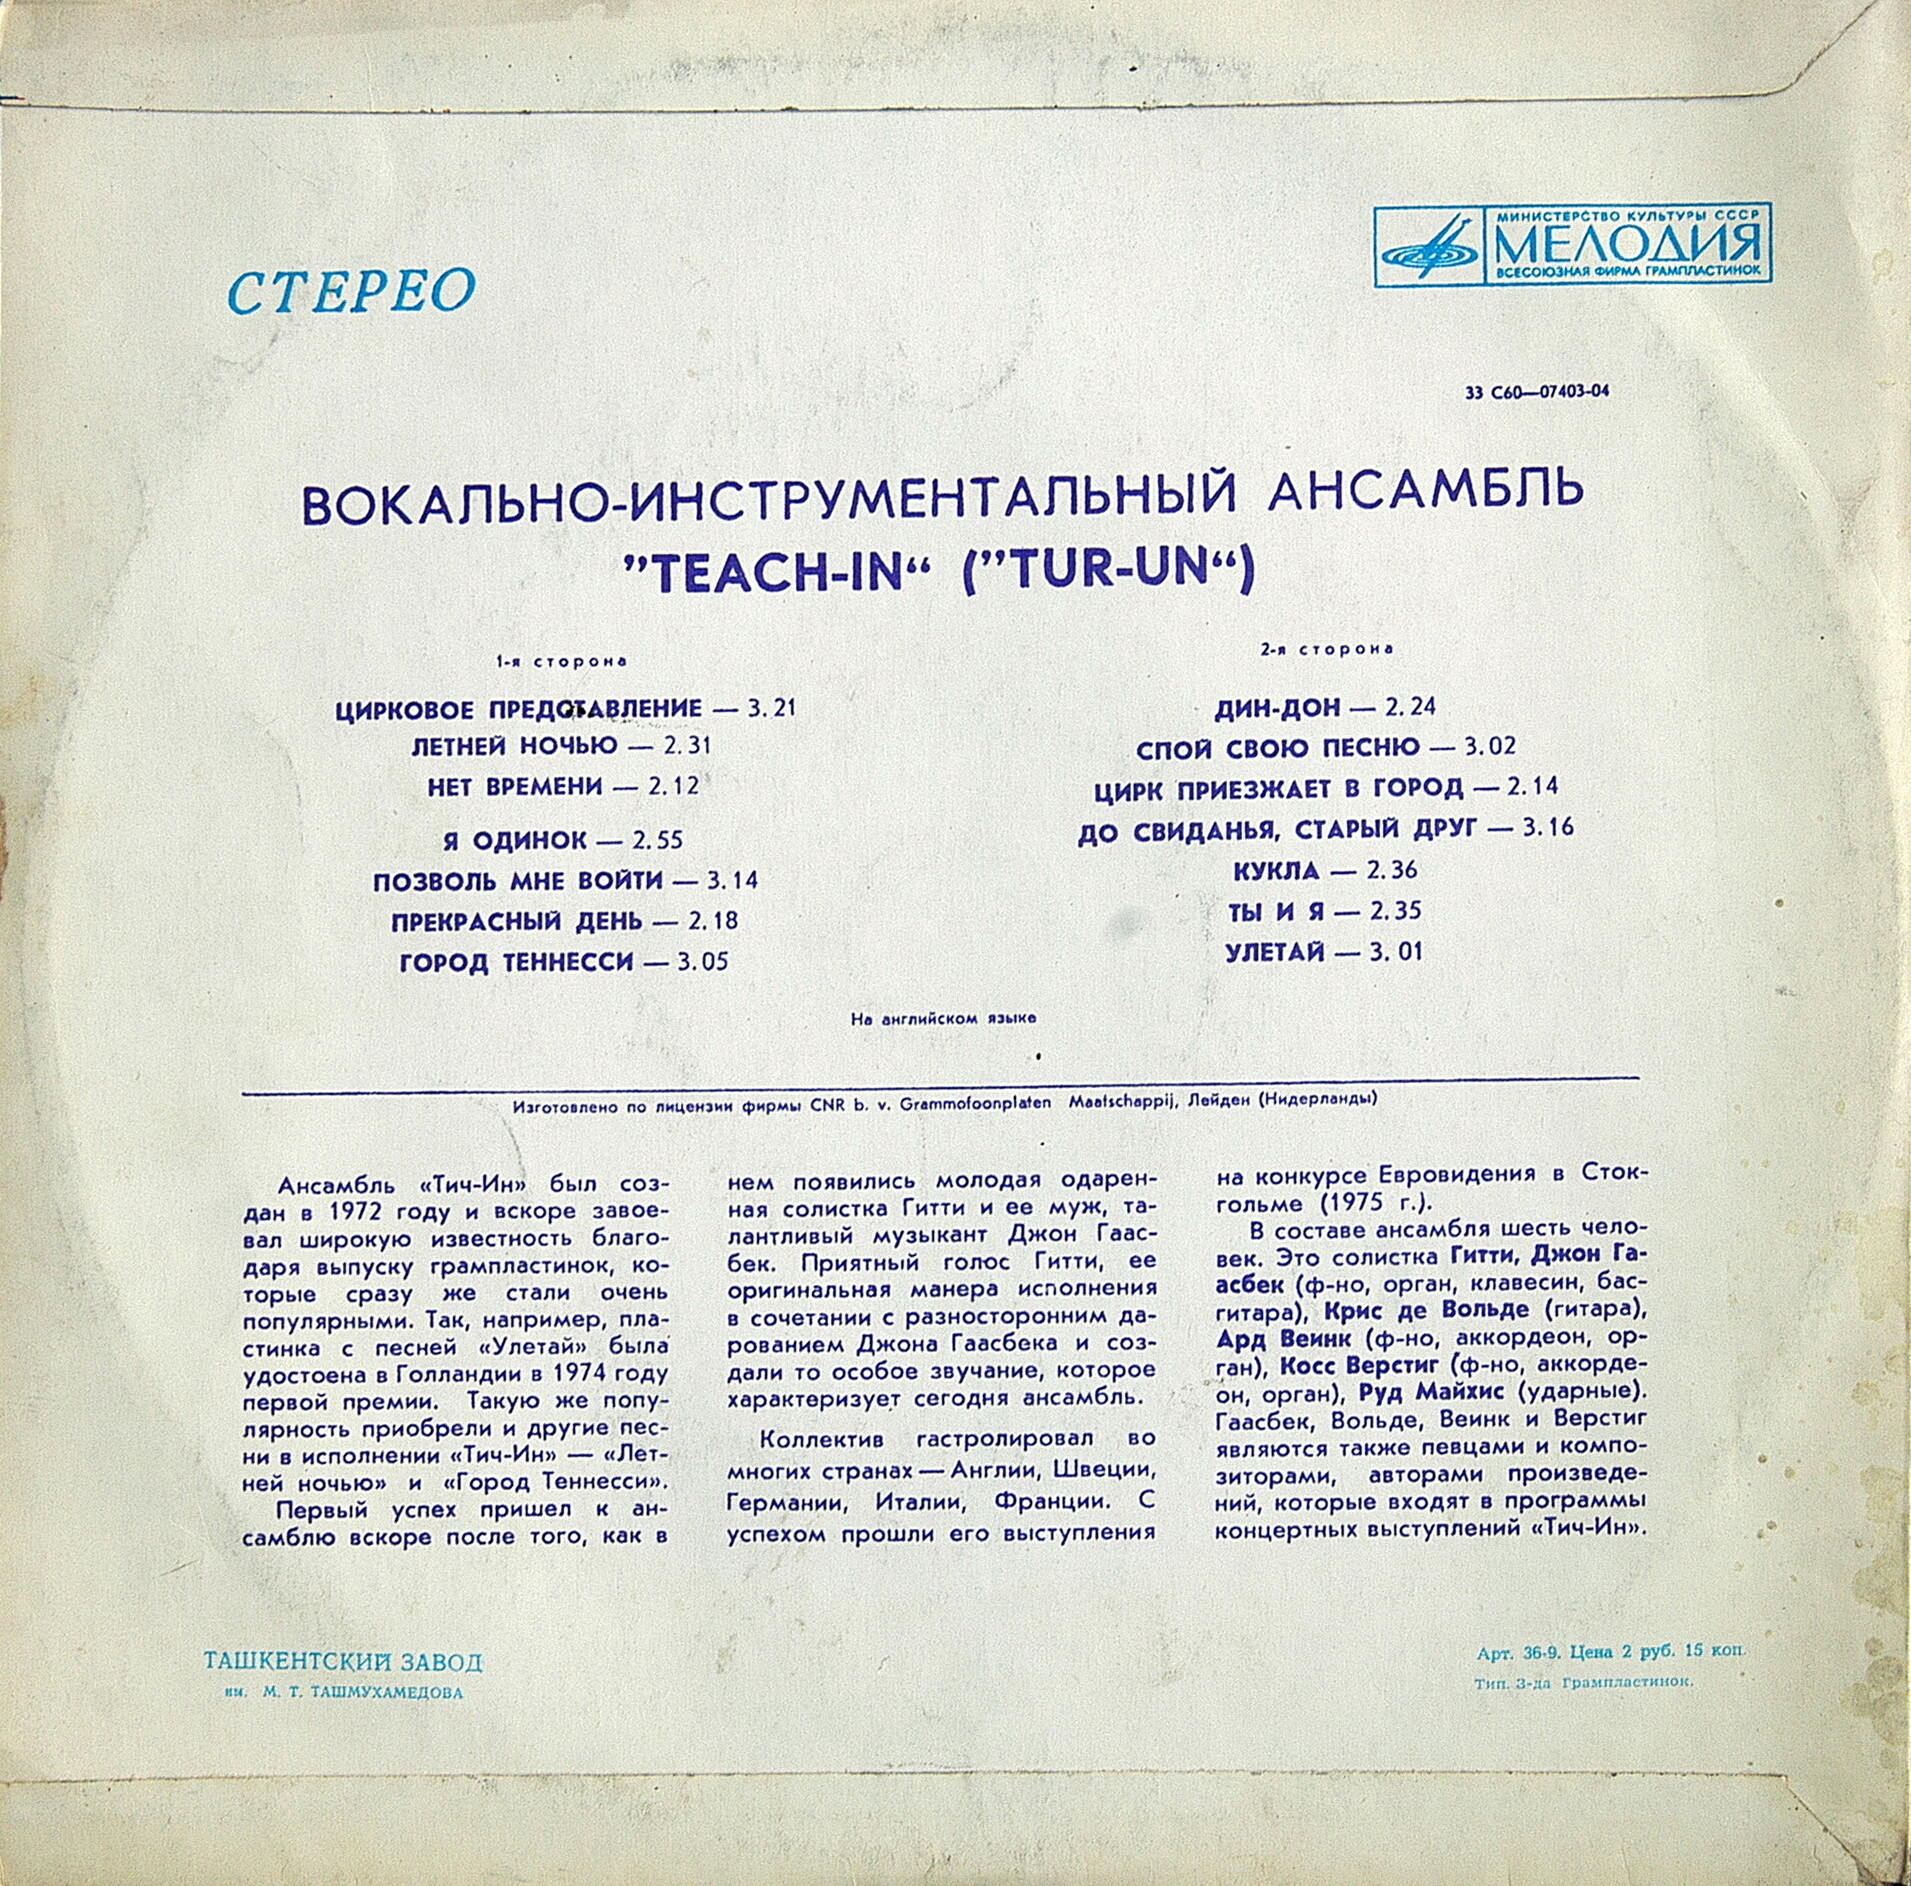 МИНИСТЕРСТВО КУЛЬТУРЫ СССР
МЕЛОДИЯ
ВСЕСОЮЗНАЯ ФИРМА ГРАМПЛАСТИНОК
СТЕРЕО
33 С60—07403-04
ВОКАЛЬНО-ИНСТРУМЕНТАЛЬНЫЙ АНСАМБЛЬ
”TEACH-IN“ (”TUR-UN“)
1-я сторона
ЦИРКОВОЕ ПРЕДСТАВЛЕНИЕ — 3.21
ЛЕТНЕЙ НОЧЬЮ — 2.31
НЕТ ВРЕМЕНИ — 2.12
Я ОДИНОК — 2.55
ПОЗВОЛЬ МНЕ ВОЙТИ — 3.14
ПРЕКРАСНЫЙ ДЕНЬ — 2.18
ГОРОД ТЕННЕССИ — 3.05
2-я сторона
ДИН-ДОН — 2.24
СПОЙ СВОЮ ПЕСНЮ — 3.02
ЦИРК ПРИЕЗЖАЕТ В ГОРОД — 2.14
ДО СВИДАНЬЯ, СТАРЫЙ ДРУГ — 3.16
КУКЛА — 2.36
ТЫ И Я — 2.35
УЛЕТАЙ — 3.01
На английском языке
Изготовлено по лицензии фирмы CNR b. v. Grammofoonplaten Maatschappij, Лейден (Нидерланды)
Ансамбль «Тич-Ин» был соз-
дан в 1972 году и вскоре завое-
вал широкую известность благо-
даря выпуску грампластинок, ко-
торые сразу же стали очень
популярными. Так, например, пла-
стинка с песней «Улетай» была
удостоена в Голландии в 1974 году
первой премии. Такую же попу-
лярность приобрели и другие пес-
ни в исполнении «Тич-Ин» — «Лет-
ней ночью» и «Город Теннесси».
Первый успех пришел к ан-
самблю вскоре после того, как в
нем появились молодая одарен-
ная солистка Гитти и ее муж, та-
лантливый музыкант Джон Гаас-
бек. Приятный голос Гитти, ее
оригинальная манера исполнения
в сочетании с разносторонним да-
рованием Джона Гаасбека и соз-
дали то особое звучание, которое
характеризует сегодня ансамбль.
Коллектив гастролировал во
многих странах — Англии, Швеции,
Германии, Италии, Франции. С
успехом прошли его выступления
на конкурсе Евровидения в Сток-
гольме (1975 г.).
В составе ансамбля шесть чело-
век. Это солистка Гитти, Джон Га-
асбек (ф-но, орган, клавесин, бас-
гитара), Крис де Вольде (гитара),
Ард Веинк (ф-но, аккордеон, ор-
ган), Косс Верстиг (ф-но, аккорде-
он, орган), Руд Майхис (ударные).
Гаасбек, Вольде, Веинк и Верстиг
являются также певцами и компо-
зиторами, авторами произведе-
ний, которые входят в программы
концертных выступлений «Тич-Ин».
ТАШКЕНТСКИЙ ЗАВОД
им. М. Т. ТАШМУХАМЕДОВА
Арт. 36-9. Цена 2 руб. 15 коп.
Тип. З-да Грампластинок.